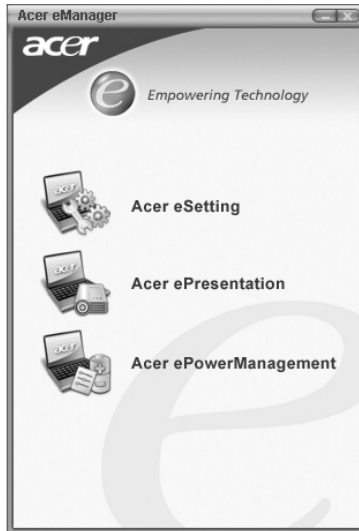 Acer eManager
acer
e Empowering Technology
Acer eSetting
Acer ePresentation
Acer ePowerManagement